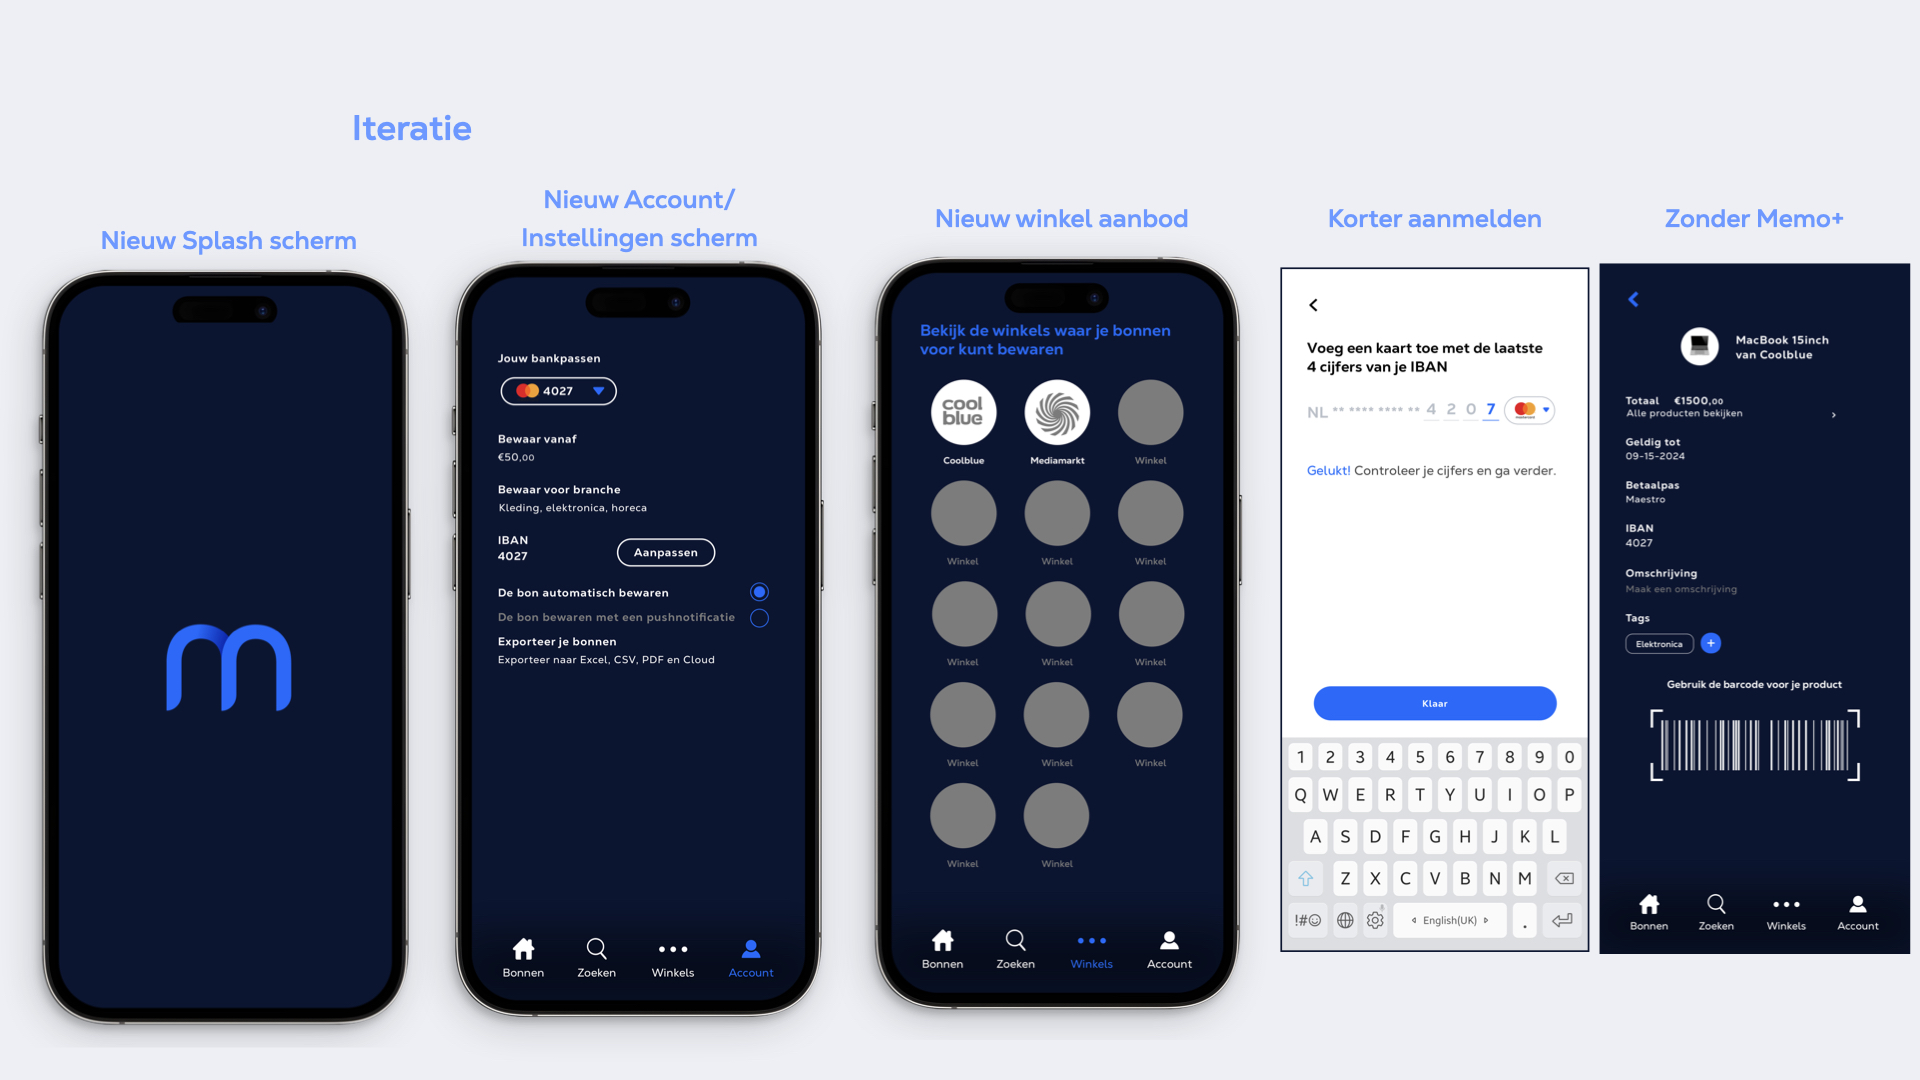 Iteratie
Nieuw Splash scherm
Nieuw Account/
Instellingen scherm
Jouw bankpassen
4027
Bewaar vanaf
€50,00
Bewaar voor branche
Kleding, elektronica, horeca
IBAN
4027
Aanpassen
De bon automatisch bewaren
De bon bewaren met een pushnotificatie
Exporteer je bonnen
Exporteer naar Excel, CSV, PDF en Cloud
Bonnen Zoeken Winkels Account
Nieuw winkel aanbod
Bekijk de winkels waar je bonnen
voor kunt bewaren
cool
blue
Coolblue Mediamarkt Winkel
Winkel Winkel Winkel
Winkel Winkel Winkel
Winkel Winkel Winkel
Winkel Winkel
Bonnen Zoeken Winkels Account
Korter aanmelden
Voeg een kaart toe met de laatste
4 cijfers van je IBAN
NL ** **** **** ** 4 2 0 7
Gelukt! Controleer je cijfers en ga verder.
Klaar
1 2 3 4 5 6 7 8 9 0
Q W E R T Y U I O P
A S D F G H J K L
Z X C V B N M
!#☺ English(UK) .
Zonder Memo+
MacBook 15inch
van Coolblue
Totaal €1500,00
Alle producten bekijken
Geldig tot
09-15-2024
Betaalpas
Maestro
IBAN
4027
Omschrijving
Maak een omschrijving
Tags
Elektronica +
Gebruik de barcode voor je product
Bonnen Zoeken Winkels Account